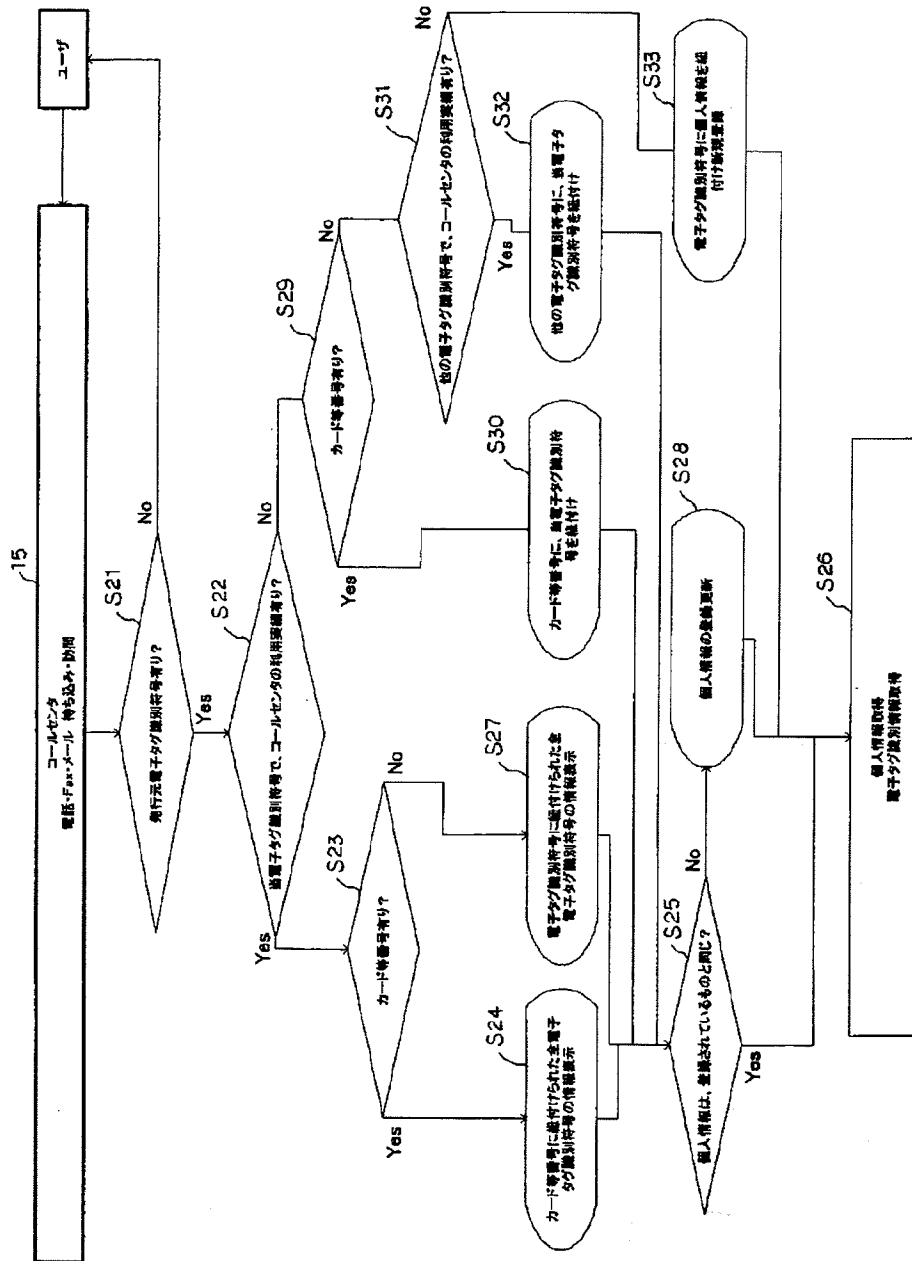 15
コールセンタ
電話・Fax・メール 持ち込み・訪問
ユーザ
S21
発行元電子タグ識別符号有り?
No
Yes
S22
当電子タグ識別符号で、コールセンタの利用実績有り?
Yes
No
S23
カード等番号有り?
Yes
No
S29
カード等番号有り?
Yes
No
S31
他の電子タグ識別符号で、コールセンタの利用実績有り?
Yes
No
S24
カード等番号に紐付けられた全電子
タグ識別符号の情報表示
S27
電子タグ識別符号に紐付けられた全
電子タグ識別符号の情報表示
S30
カード等番号に、当電子タグ識別符
号を紐付け
S32
他の電子タグ識別符号に、当電子タ
グ識別符号を紐付け
S33
電子タグ識別符号に個人情報を紐
付け新規登録
S25
個人情報は、登録されているものと同じ?
Yes
No
S28
個人情報の登録更新
S26
個人情報取得
電子タグ識別情報取得